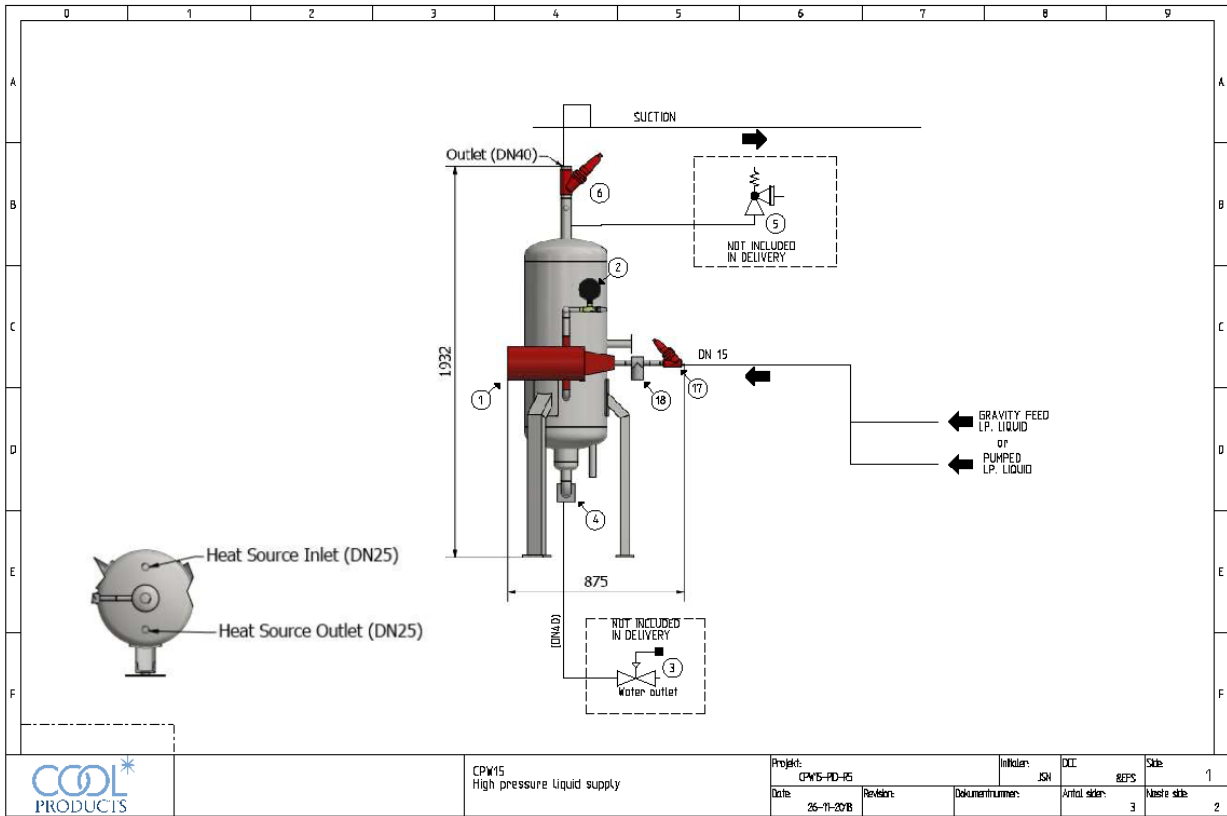 0 1 2 3 4 5 6 7 8 9
A A
B B
C C
D D
E E
F F
SUCTION
Outlet (DN40)
6
5
NOT INCLUDED
IN DELIVERY
2
1932
DN 15
1
18
17
GRAVITY FEED
LP. LIQUID
or
PUMPED
LP. LIQUID
4
875
Heat Source Inlet (DN25)
Heat Source Outlet (DN25)
(DN40)
NOT INCLUDED
IN DELIVERY
3
Water outlet
COOL*
PRODUCTS
CPW15
High pressure liquid supply
Projekt:
CPW15-PID-R5
Initialer:
JSN
DCC
&EFS
Side:
1
Dato:
26-11-2018
Revision:
Dokumentnummer:
Antal sider:
3
Næste side:
2